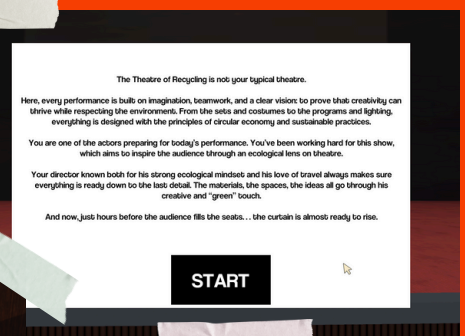 The Theatre of Recycling is not your typical theatre.
Here, every performance is built on imagination, teamwork, and a clear vision: to prove that creativity can
thrive while respecting the environment. From the sets and costumes to the programs and lighting,
everything is designed with the principles of circular economy and sustainable practices.
You are one of the actors preparing for today's performance. You've been working hard for this show,
which aims to inspire the audience through an ecological lens on theatre.
Your director known both for his strong ecological mindset and his love of travel always makes sure
everything is ready down to the last detail. The materials, the spaces, the ideas all go through his
creative and "green" touch.
And now, just hours before the audience fills the seats... the curtain is almost ready to rise.
START